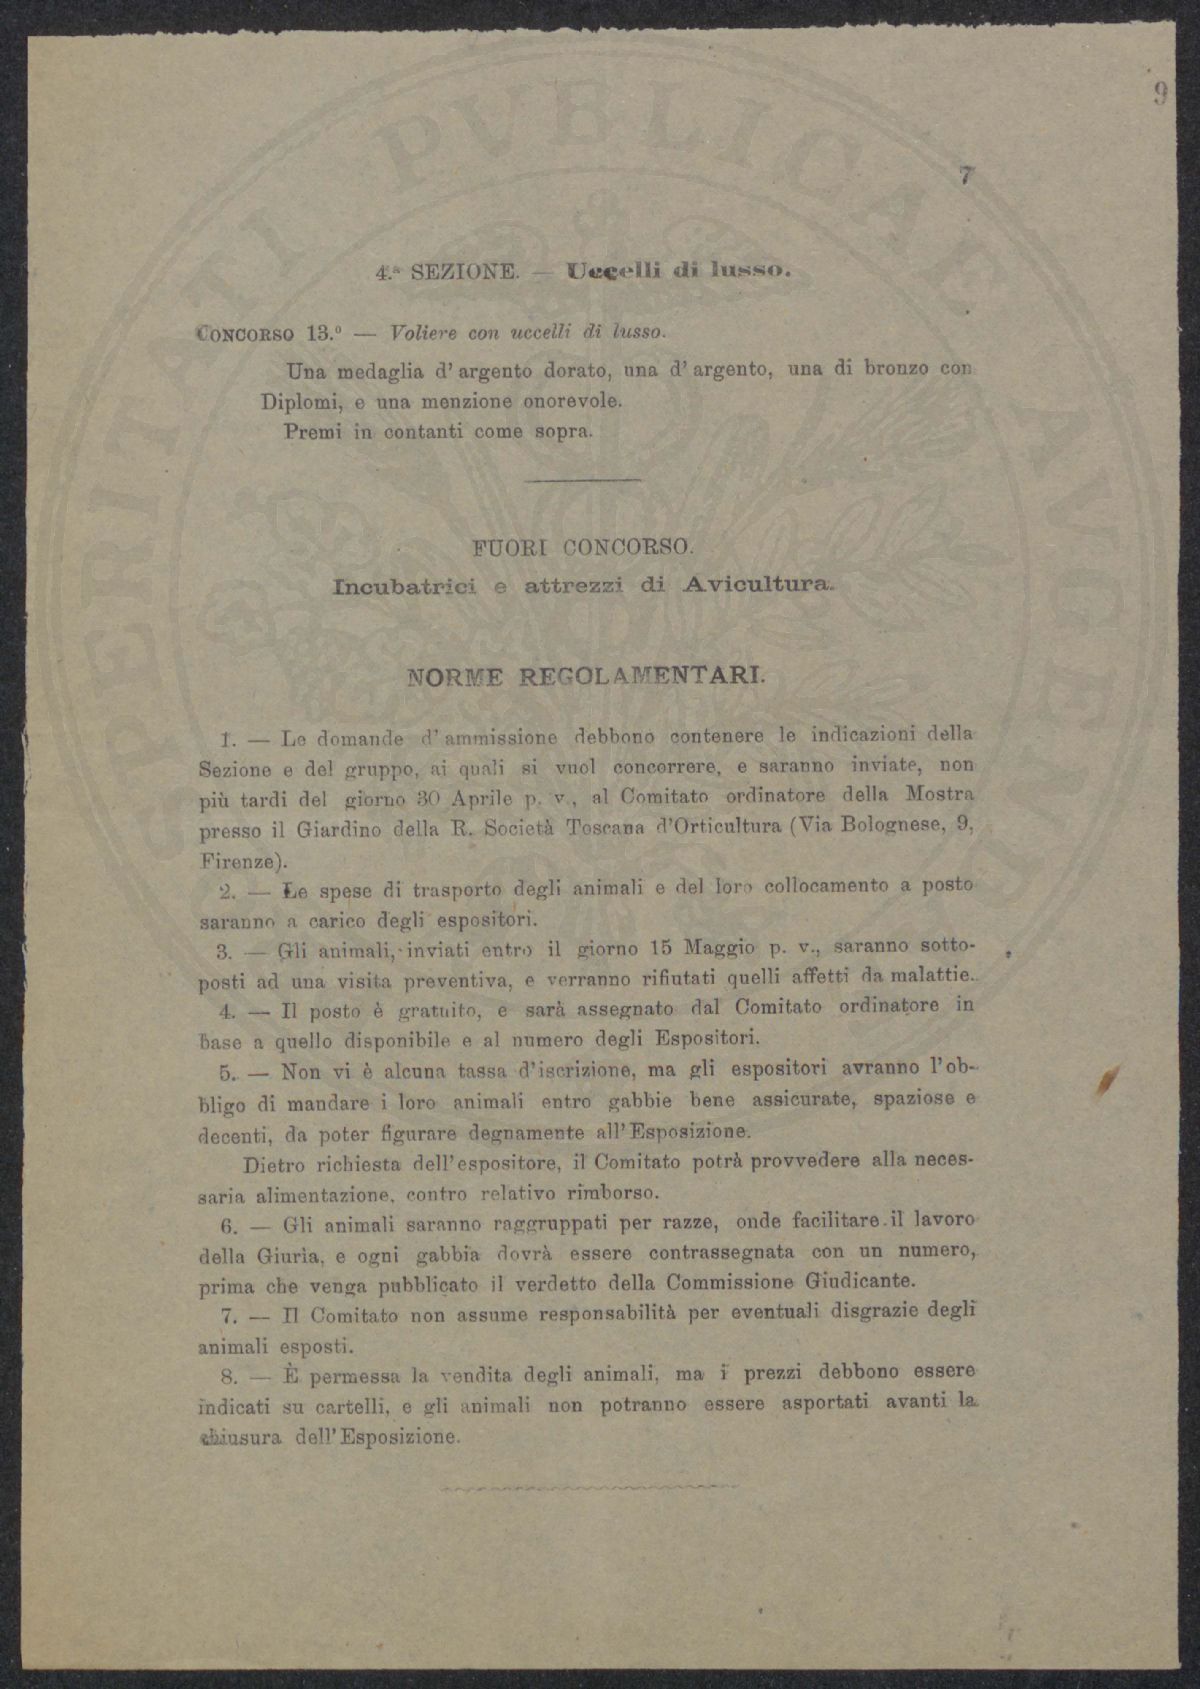 9
7
4.ª SEZIONE. — Uccelli di lusso.
CONCORSO 13.º — Voliere con uccelli di lusso.
Una medaglia d'argento dorato, una d'argento, una di bronzo con
Diplomi, e una menzione onorevole.
Premi in contanti come sopra.
FUORI CONCORSO.
Incubatrici e attrezzi di Avicultura.
NORME REGOLAMENTARI.
1. — Le domande d'ammissione debbono contenere le indicazioni della
Sezione e del gruppo, ai quali si vuol concorrere, e saranno inviate, non
più tardi del giorno 30 Aprile p. v., al Comitato ordinatore della Mostra
presso il Giardino della R. Società Toscana d'Orticultura (Via Bolognese, 9,
Firenze).
2. — Le spese di trasporto degli animali e del loro collocamento a posto
saranno a carico degli espositori.
3. — Gli animali, inviati entro il giorno 15 Maggio p. v., saranno sotto-
posti ad una visita preventiva, e verranno rifiutati quelli affetti da malattie.
4. — Il posto è gratuito, e sarà assegnato dal Comitato ordinatore in
base a quello disponibile e al numero degli Espositori.
5. — Non vi è alcuna tassa d'iscrizione, ma gli espositori avranno l'ob-
bligo di mandare i loro animali entro gabbie bene assicurate, spaziose e
decenti, da poter figurare degnamente all'Esposizione.
Dietro richiesta dell'espositore, il Comitato potrà provvedere alla neces-
saria alimentazione, contro relativo rimborso.
6. — Gli animali saranno raggruppati per razze, onde facilitare il lavoro
della Giuria, e ogni gabbia dovrà essere contrassegnata con un numero,
prima che venga pubblicato il verdetto della Commissione Giudicante.
7. — Il Comitato non assume responsabilità per eventuali disgrazie degli
animali esposti.
8. — È permessa la vendita degli animali, ma i prezzi debbono essere
indicati su cartelli, e gli animali non potranno essere asportati avanti la
chiusura dell'Esposizione.